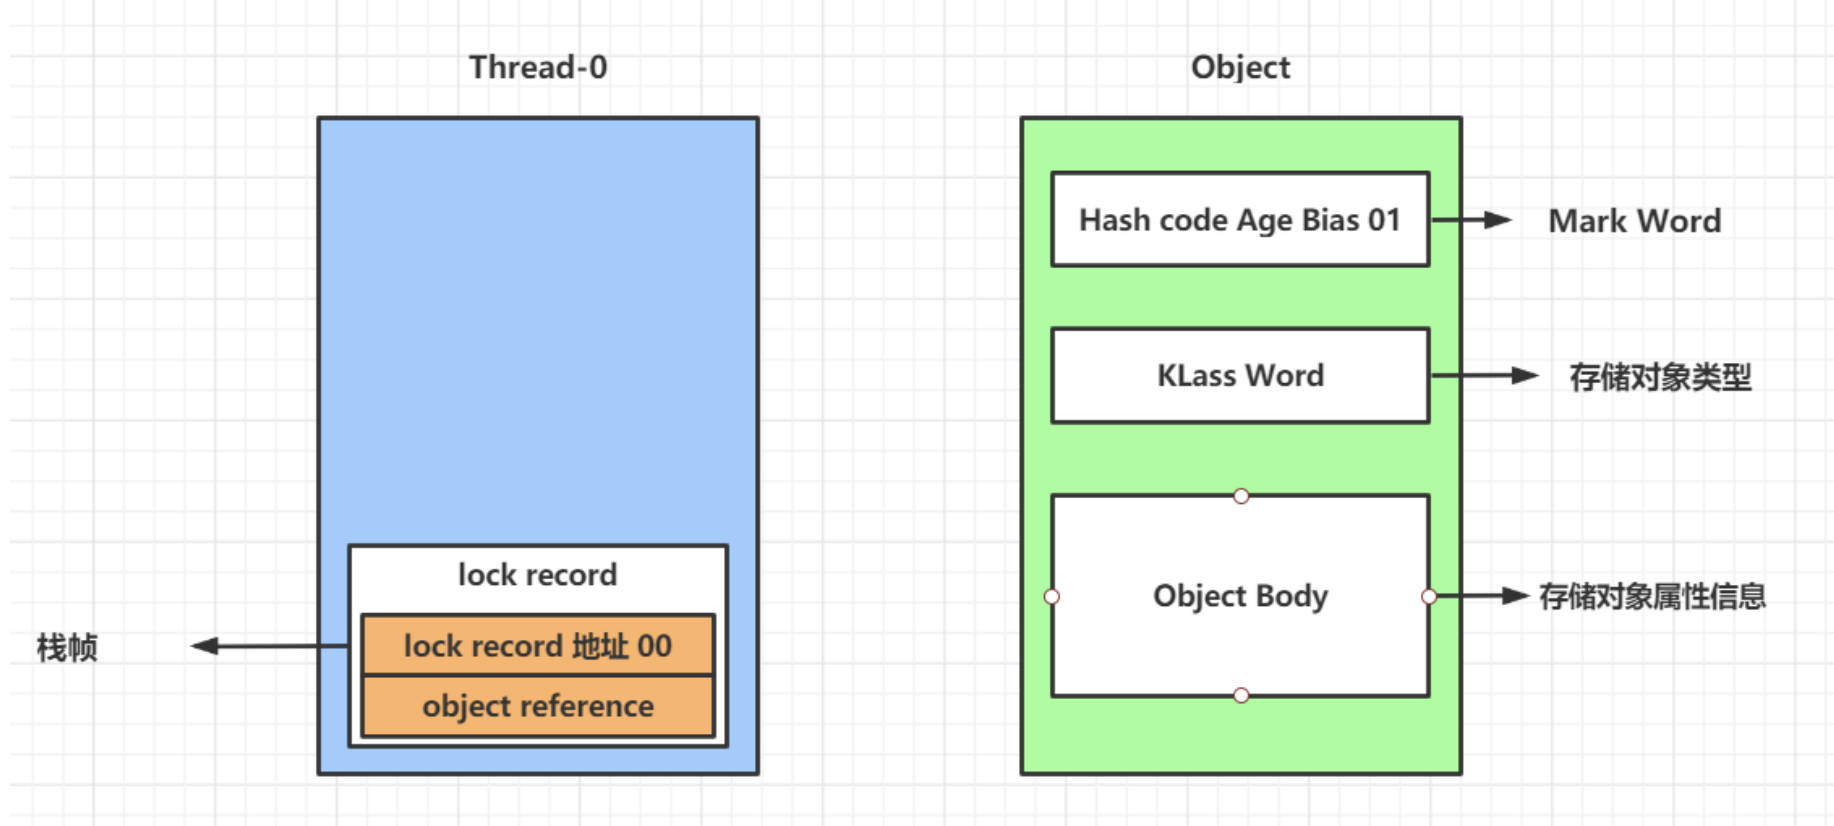 Thread-0
Object
Hash code Age Bias 01
Mark Word
KLass Word
存储对象类型
lock record
Object Body
存储对象属性信息
栈帧
lock record 地址 00
object reference